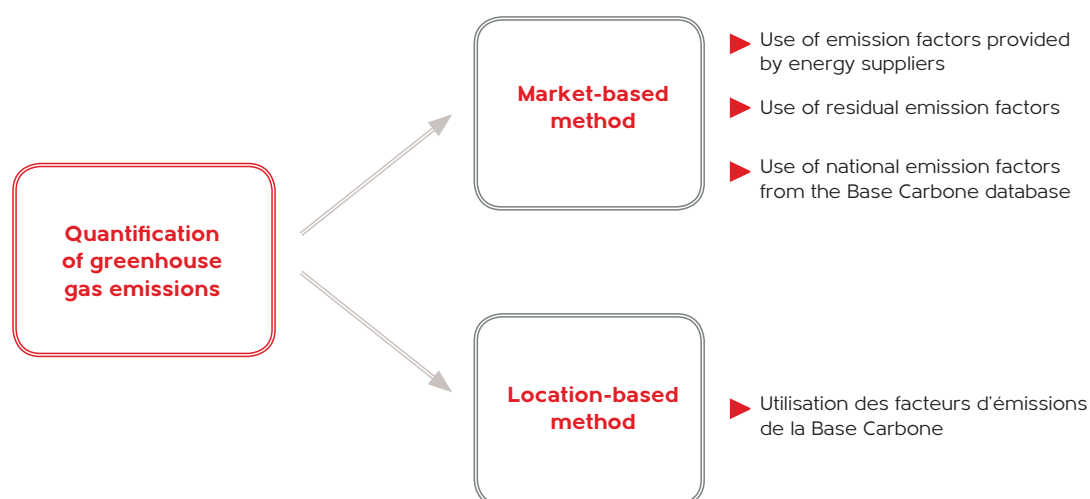 Quantification
of greenhouse
gas emissions
Market-based
method
Use of emission factors provided
by energy suppliers
Use of residual emission factors
Use of national emission factors
from the Base Carbone database
Location-based
method
Utilisation des facteurs d'émissions
de la Base Carbone